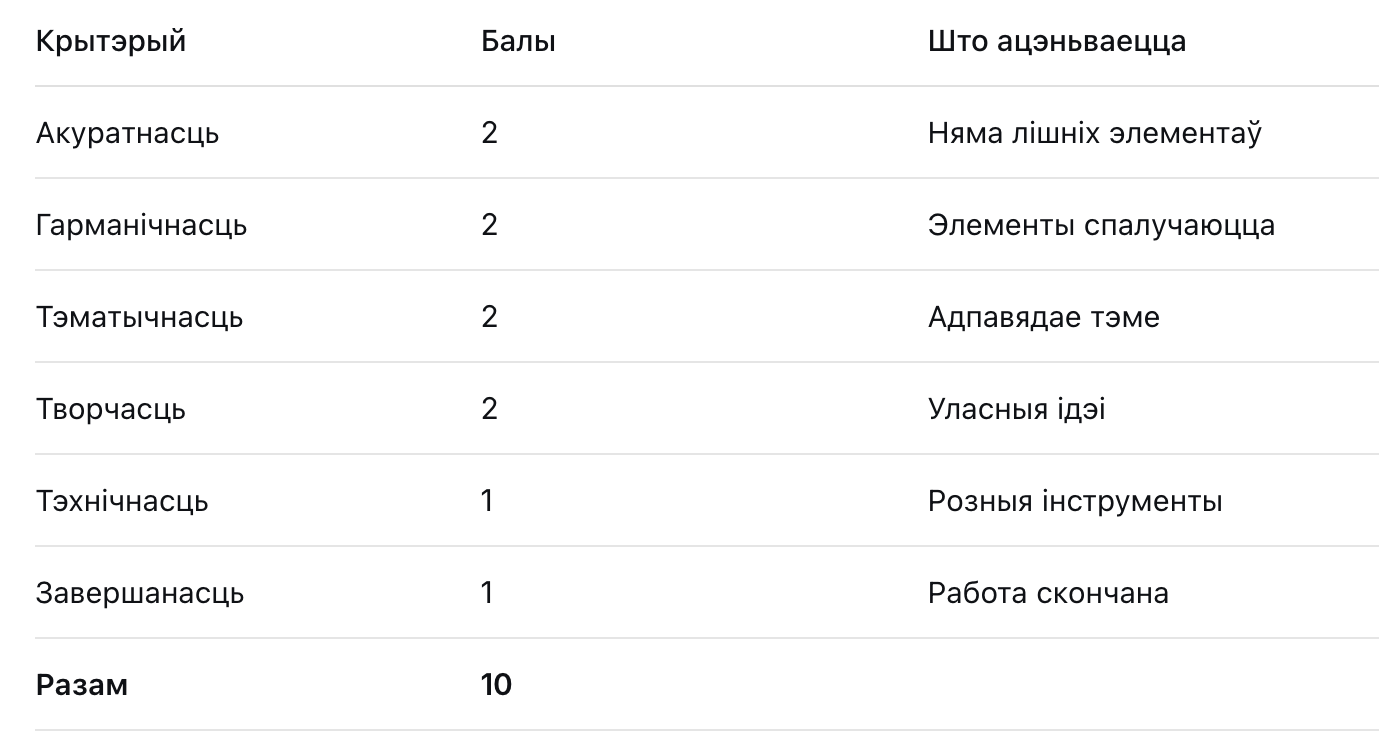 Крытэрый Балы Што ацэньваецца
Акуратнасць 2 Няма лішніх элементаў
Гарманічнасць 2 Элементы спалучаюцца
Тэматычнасць 2 Адпавядае тэме
Творчасць 2 Уласныя ідэі
Тэхнічнасць 1 Розныя інструменты
Завершанасць 1 Работа скончана
Разам 10